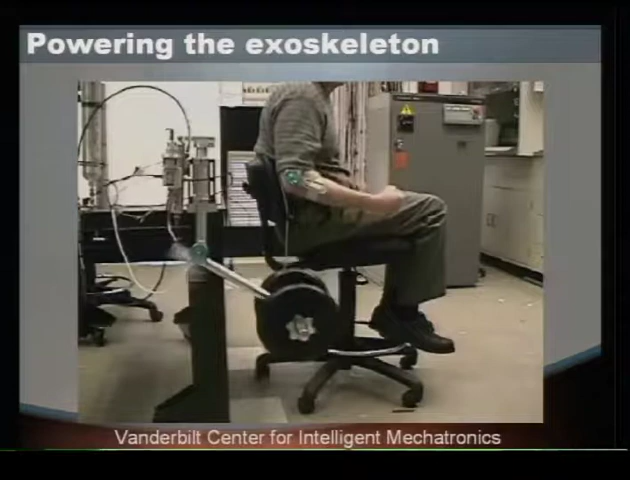 Powering the exoskeleton
Vanderbilt Center for Intelligent Mechatronics